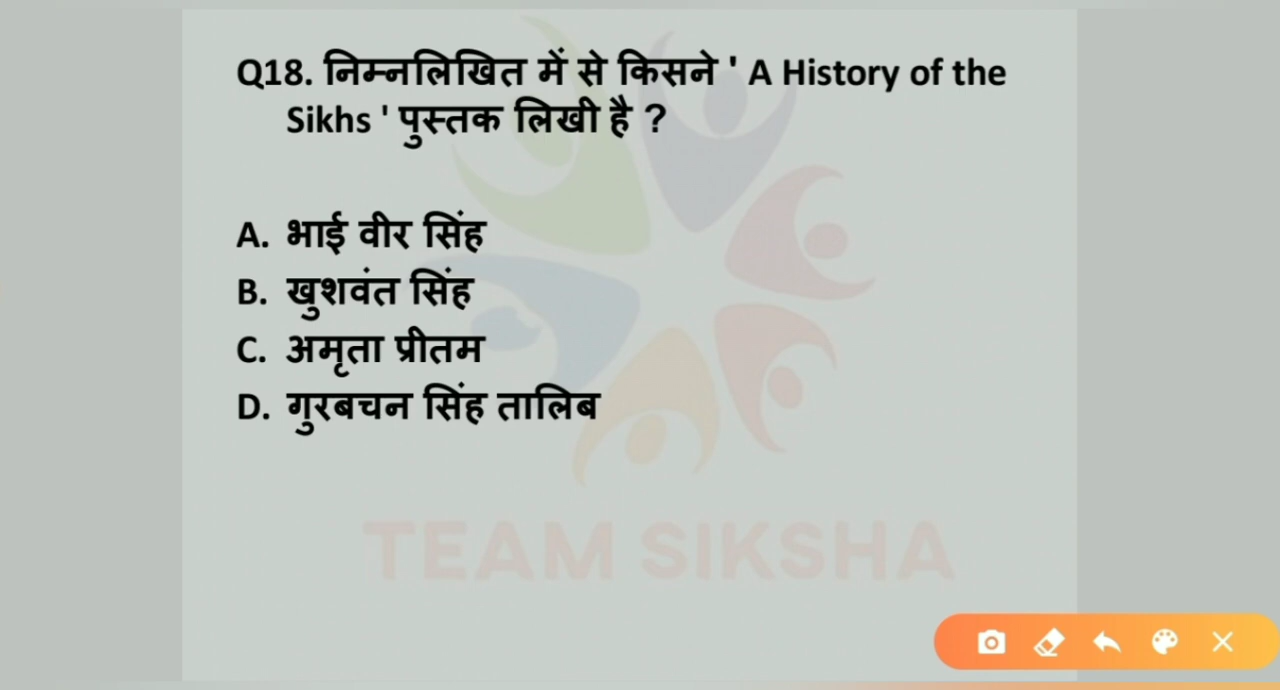 Q18. निम्नलिखित में से किसने ' A History of the
Sikhs ' पुस्तक लिखी है ?
A. भाई वीर सिंह
B. खुशवंत सिंह
C. अमृता प्रीतम
D. गुरबचन सिंह तालिब
TEAM SIKSHA